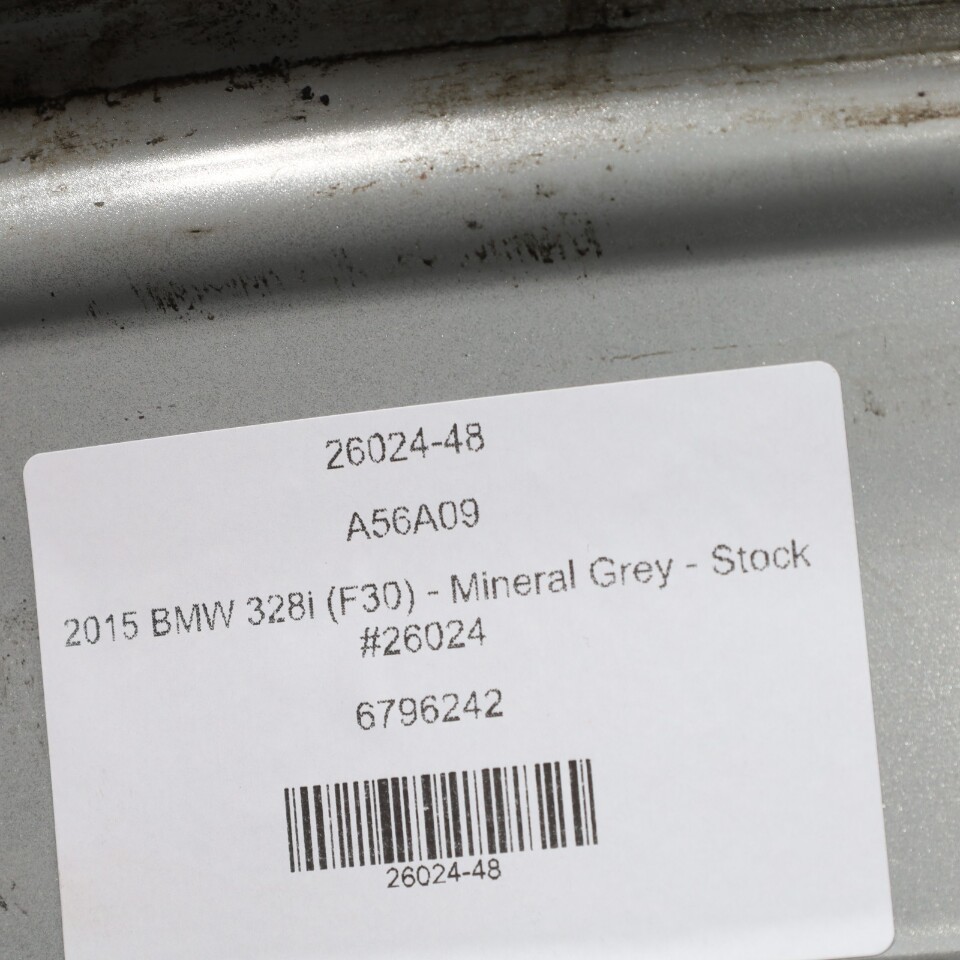 26024-48
A56A09
2015 BMW 328i (F30) - Mineral Grey - Stock
#26024
6796242
26024-48